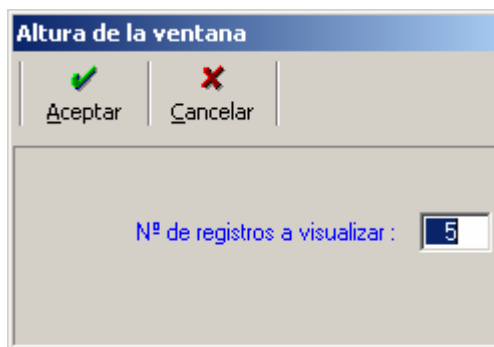 Altura de la ventana
Aceptar Cancelar
Nº de registros a visualizar : 5